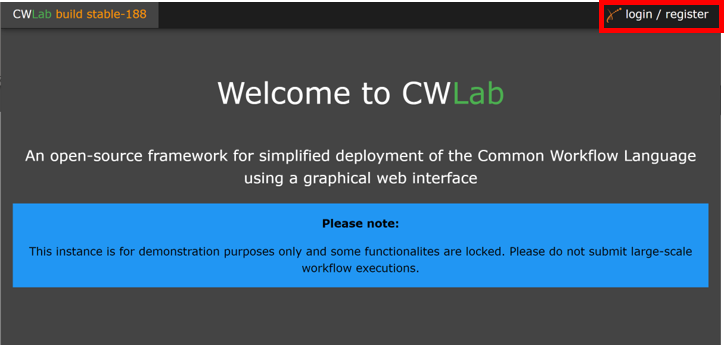 CWLab build stable-188
login / register
Welcome to CWLab
An open-source framework for simplified deployment of the Common Workflow Language
using a graphical web interface
Please note:
This instance is for demonstration purposes only and some functionalites are locked. Please do not submit large-scale
workflow executions.